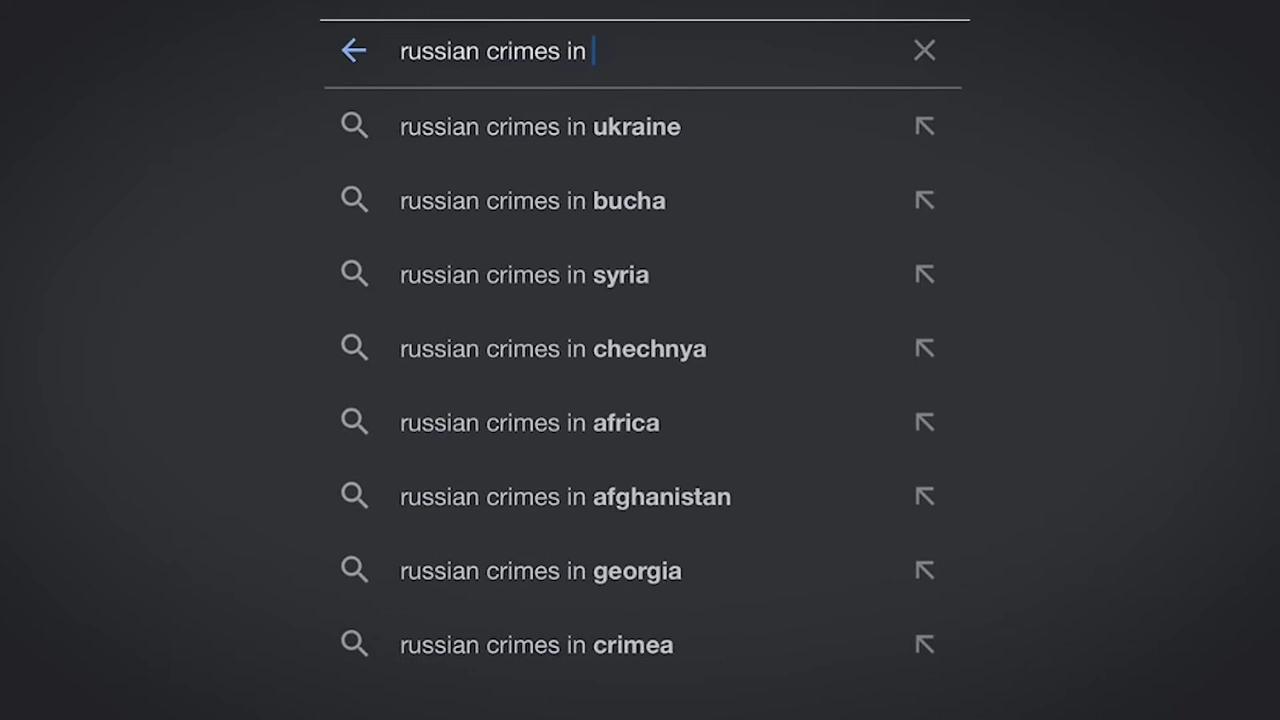 russian crimes in
russian crimes in ukraine
russian crimes in bucha
russian crimes in syria
russian crimes in chechnya
russian crimes in africa
russian crimes in afghanistan
russian crimes in georgia
russian crimes in crimea